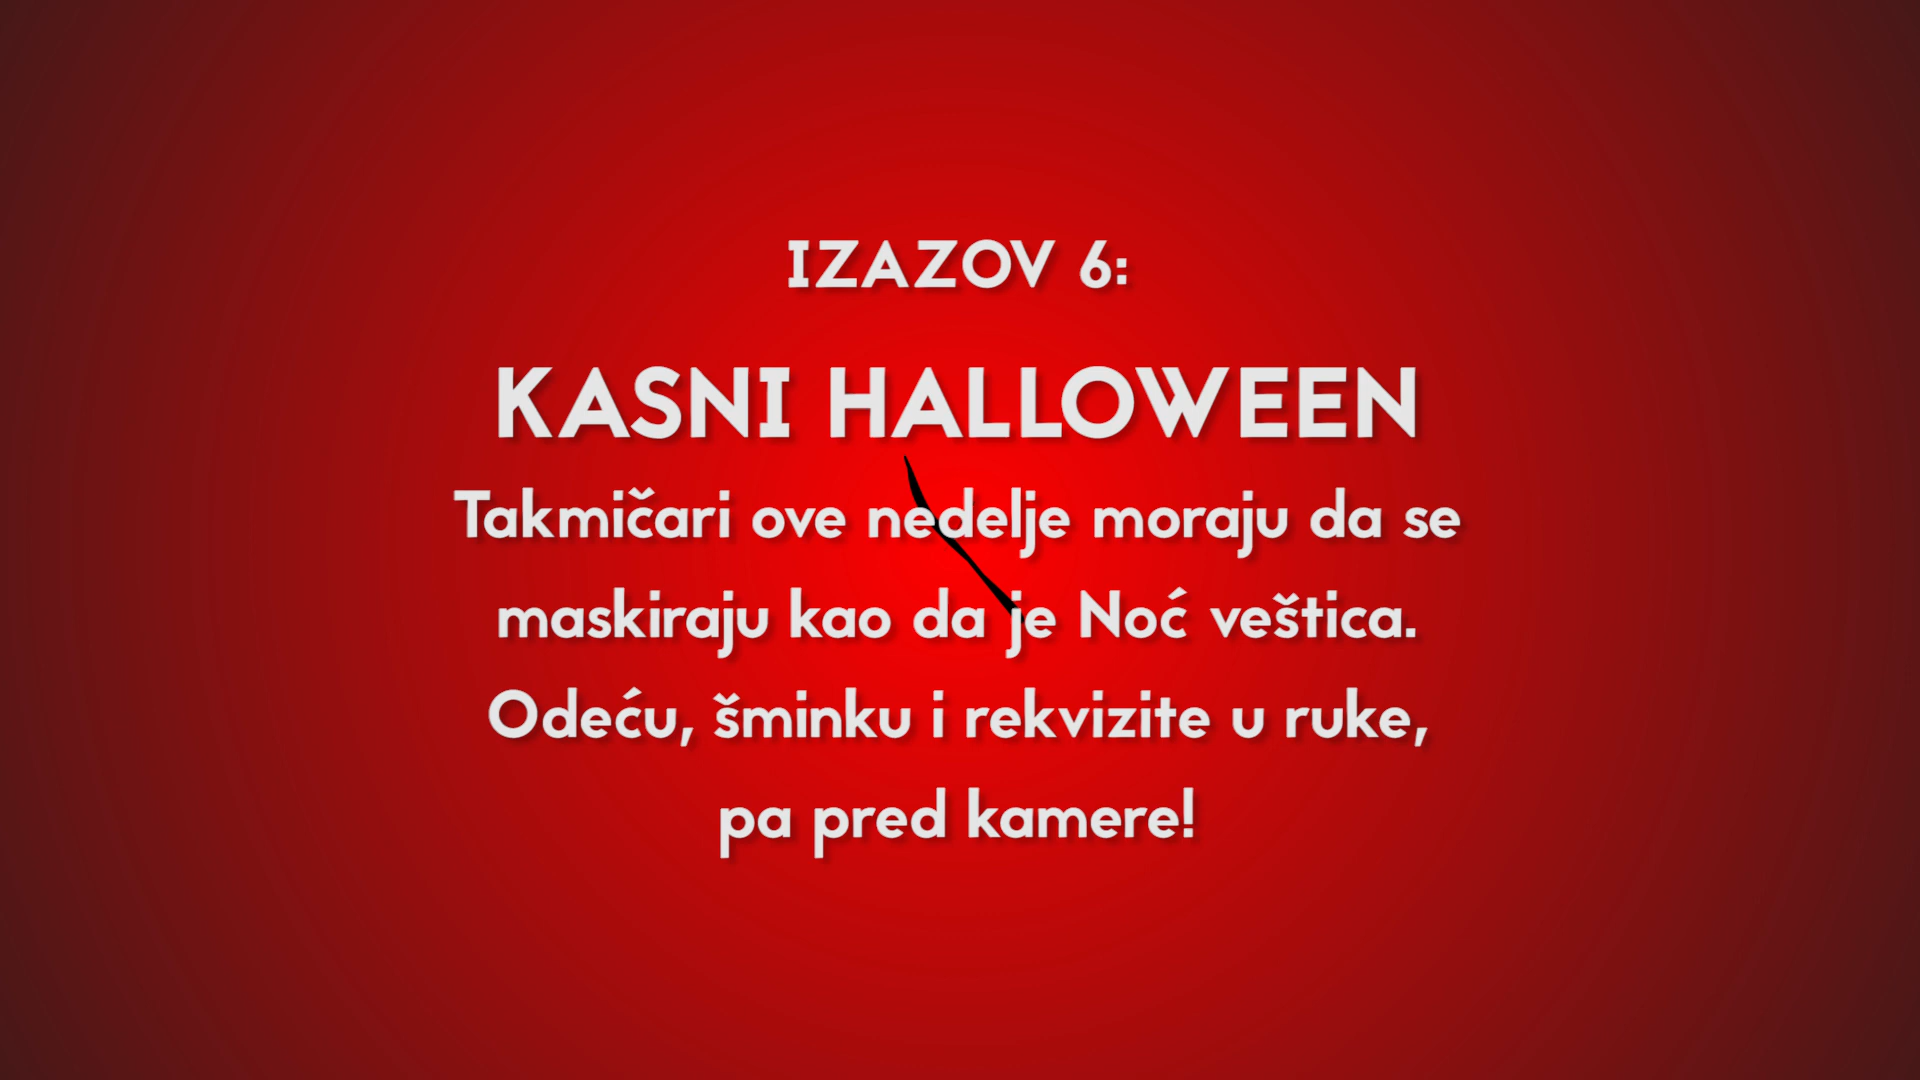 IZAZOV 6:
KASNI HALLOWEEN
Takmičari ove nedelje moraju da se
maskiraju kao da je Noć veštica.
Odeću, šminku i rekvizite u ruke,
pa pred kamere!